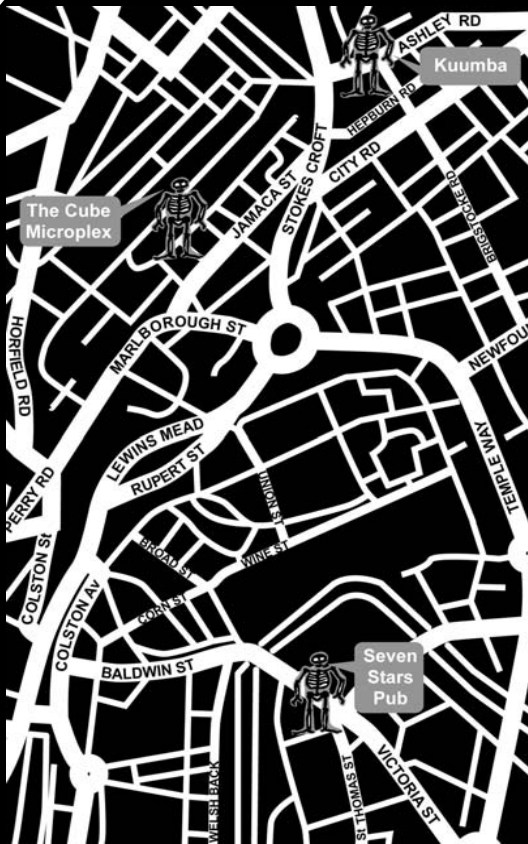 ASHLEY RD
Kuumba
HEPBURN RD
CITY RD
STOKES CROFT
JAMACA ST
BRIGSTOCKE RD
The Cube
Microplex
MARLBOROUGH ST
HORFIELD RD
NEWFOU
LEWINS MEAD
RUPERT ST
TEMPLE WAY
PERRY RD
UNION ST
COLSTON St
BROAD ST
WINE ST
CORN ST
COLSTON Av
BALDWIN ST
Seven
Stars
Pub
WELSH BACK
St THOMAS ST
VICTORIA ST